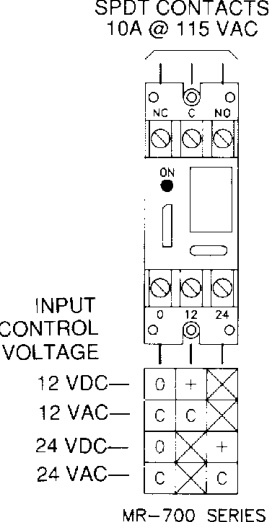 SPDT CONTACTS
10A @ 115 VAC
NC C NO
ON
0 12 24
INPUT
CONTROL
VOLTAGE
12 VDC— 0 +
12 VAC— C C
24 VDC— 0 +
24 VAC— C C
MR-700 SERIES